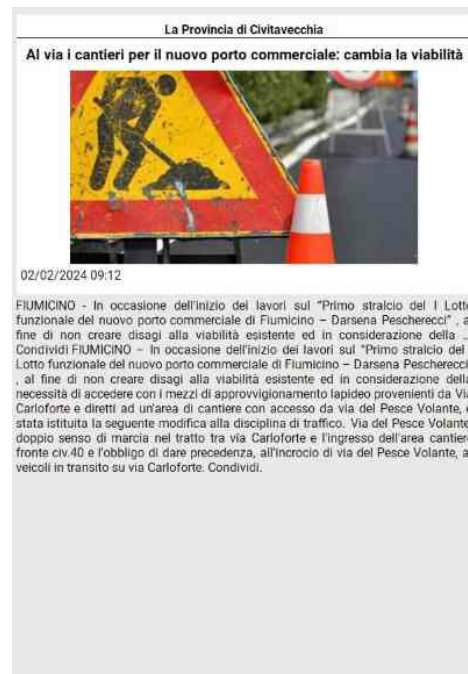 La Provincia di Civitavecchia
Al via i cantieri per il nuovo porto commerciale: cambia la viabilità
02/02/2024 09:12
FIUMICINO - In occasione dell'inizio dei lavori sul "Primo stralcio del I Lotto
funzionale del nuovo porto commerciale di Fiumicino – Darsena Pescherecci" , al
fine di non creare disagi alla viabilità esistente ed in considerazione della ...
Condividi FIUMICINO – In occasione dell'inizio dei lavori sul "Primo stralcio del I
Lotto funzionale del nuovo porto commerciale di Fiumicino – Darsena Pescherecci"
, al fine di non creare disagi alla viabilità esistente ed in considerazione della
necessità di accedere con i mezzi di approvvigionamento lapideo provenienti da Via
Carloforte e diretti ad un'area di cantiere con accesso da via del Pesce Volante, è
stata istituita la seguente modifica alla disciplina di traffico. Via del Pesce Volante:
doppio senso di marcia nel tratto tra via Carloforte e l'ingresso dell'area cantiere
fronte civ.40 e l'obbligo di dare precedenza, all'incrocio di via del Pesce Volante, ai
veicoli in transito su via Carloforte. Condividi.